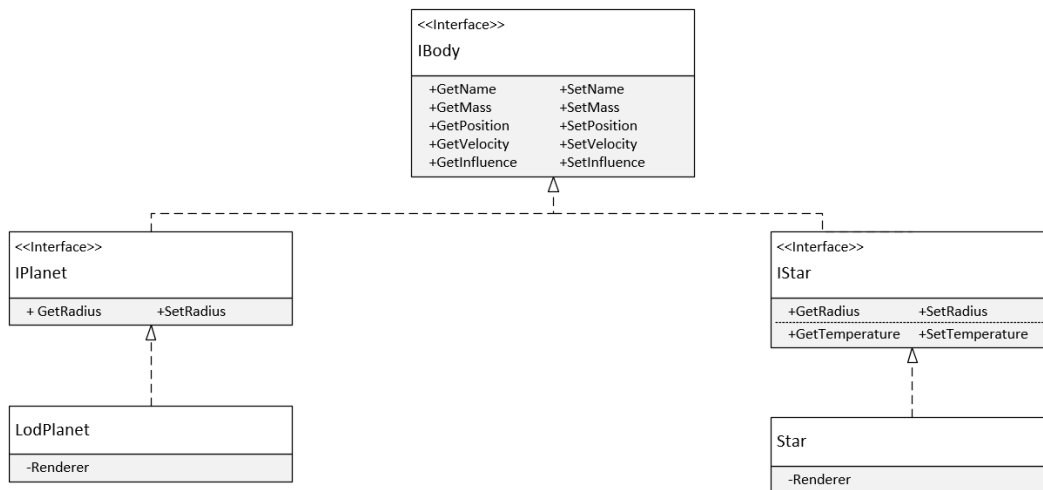 <<Interface>>
IBody
+GetName +SetName
+GetMass +SetMass
+GetPosition +SetPosition
+GetVelocity +SetVelocity
+GetInfluence +SetInfluence
<<Interface>>
IPlanet
+ GetRadius +SetRadius
<<Interface>>
IStar
+GetRadius +SetRadius
+GetTemperature +SetTemperature
LodPlanet
-Renderer
Star
-Renderer